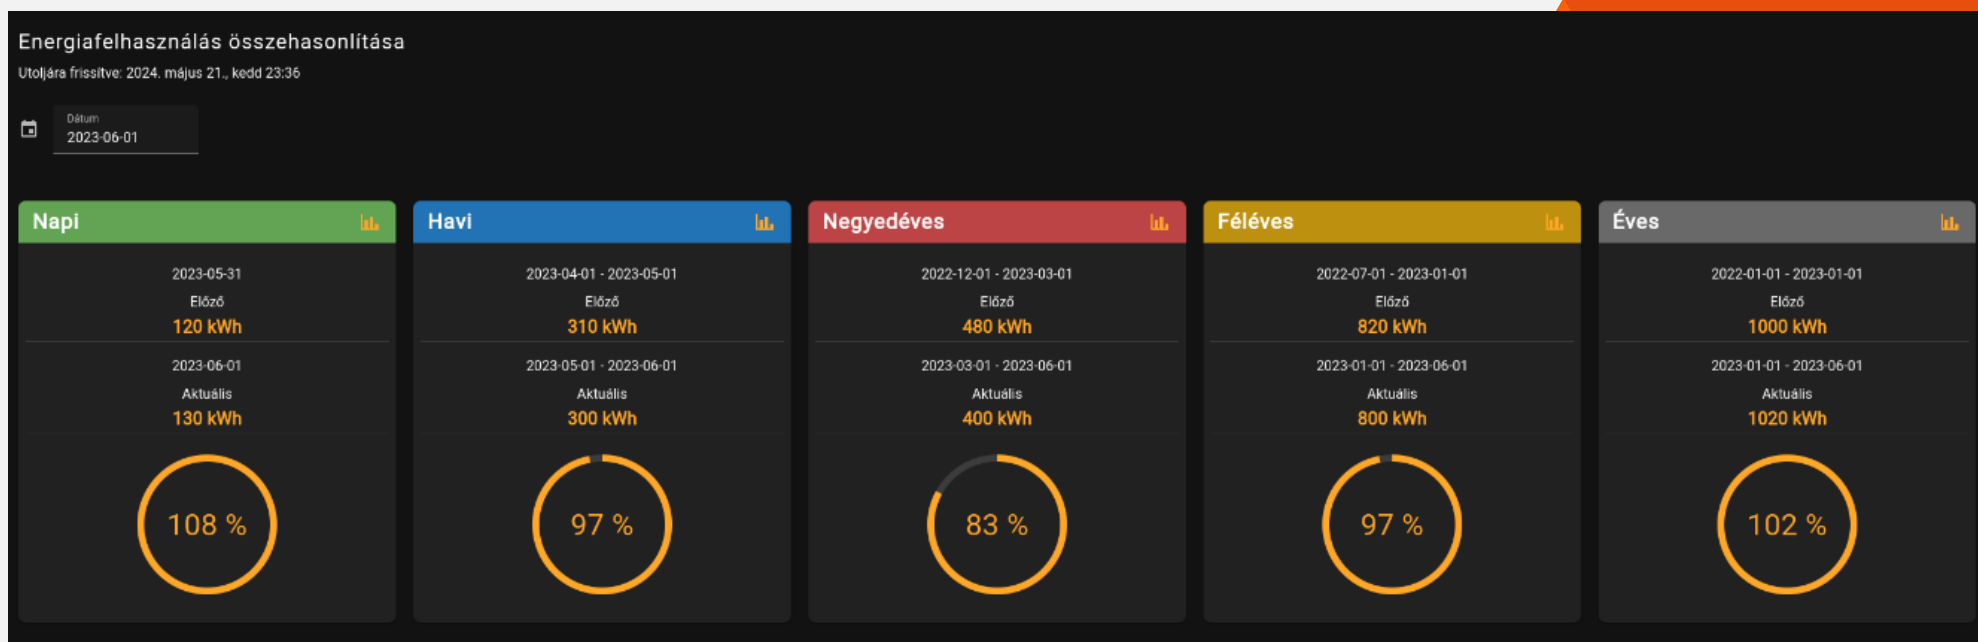 Energiafelhasználás összehasonlítása
Utoljára frissítve: 2024. május 21., kedd 23:36
Dátum
2023-06-01
Napi
2023-05-31
Előző
120 kWh
2023-06-01
Aktuális
130 kWh
108 %
Havi
2023-04-01 - 2023-05-01
Előző
310 kWh
2023-05-01 - 2023-06-01
Aktuális
300 kWh
97 %
Negyedéves
2022-12-01 - 2023-03-01
Előző
480 kWh
2023-03-01 - 2023-06-01
Aktuális
400 kWh
83 %
Féléves
2022-07-01 - 2023-01-01
Előző
820 kWh
2023-01-01 - 2023-06-01
Aktuális
800 kWh
97 %
Éves
2022-01-01 - 2023-01-01
Előző
1000 kWh
2023-01-01 - 2023-06-01
Aktuális
1020 kWh
102 %